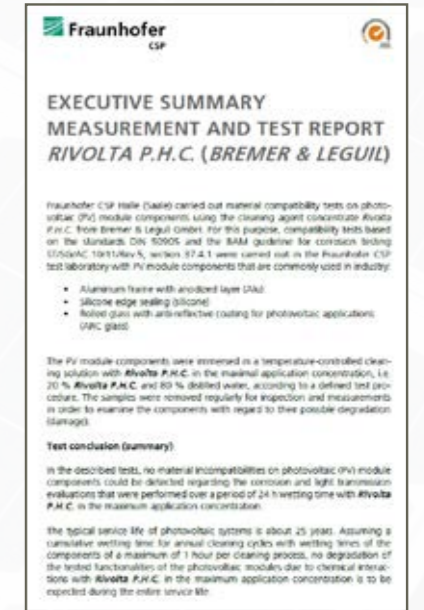 Fraunhofer
CSP
EXECUTIVE SUMMARY
MEASUREMENT AND TEST REPORT
RIVOLTA P.H.C. (BREMER & LEGUIL)
Fraunhofer CSP Halle (Saale) carried out material compatibility tests on photo-
voltaic (PV) module components using the cleaning agent concentrate Rivolta
P.H.C. from Bremer & Leguil GmbH. For this purpose, compatibility tests based
on the standards DIN 50905 and the BAM guideline for corrosion testing
section 37.4.1 were carried out in the Fraunhofer CSP
test laboratory with PV module components that are commonly used in industry:
• Aluminum frame with anodized layer (Alu)
• Silicone edge sealing (silicone)
• Rolled glass with anti-reflective coating for photovoltaic applications
(ARC glass)
The PV module components were immersed in a temperature-controlled clean-
ing solution with Rivolta P.H.C. in the maximal application concentration, i.e.
20 % Rivolta P.H.C. and 80 % distilled water, according to a defined test pro-
cedure. The samples were removed regularly for inspection and measurements
in order to examine the components with regard to their possible degradation
(damage).
Test conclusion (summary)
In the described tests, no material incompatibilities on photovoltaic (PV) module
components could be detected regarding the corrosion and light transmission
evaluations that were performed over a period of 24 h wetting time with Rivolta
P.H.C. in the maximum application concentration.
The typical service life of photovoltaic systems is about 25 years. Assuming a
cumulative wetting time for annual cleaning cycles with wetting times of the
components of a maximum of 1 hour per cleaning process, no degradation of
the tested functionalities of the photovoltaic modules due to chemical interac-
tions with Rivolta P.H.C. in the maximum application concentration is to be
expected during the entire service life.